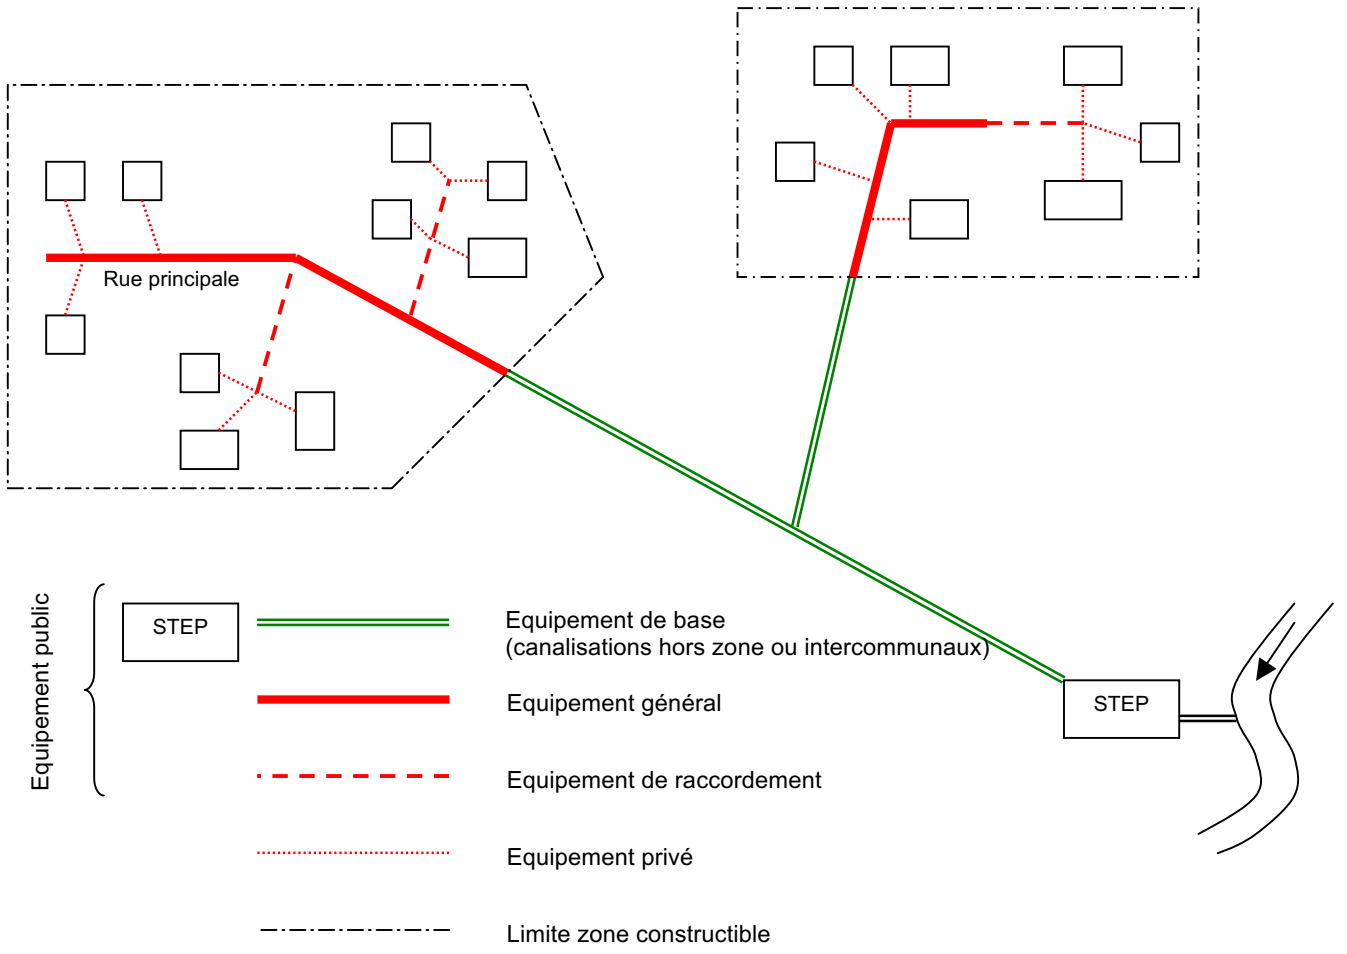 Rue principale
Equipement public
STEP
Equipement de base
(canalisations hors zone ou intercommunaux)
STEP
Equipement général
Equipement de raccordement
Equipement privé
Limite zone constructible